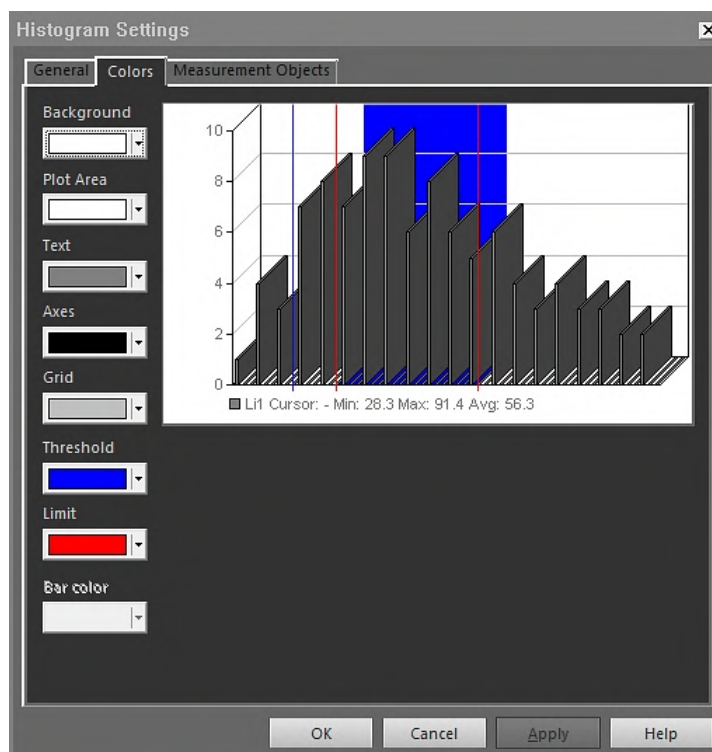 Histogram Settings
General Colors Measurement Objects
Background
Plot Area
Text
Axes
Grid
Threshold
Limit
Bar color
10
8
6
4
2
0
Li1 Cursor: - Min: 28.3 Max: 91.4 Avg: 56.3
OK Cancel Apply Help